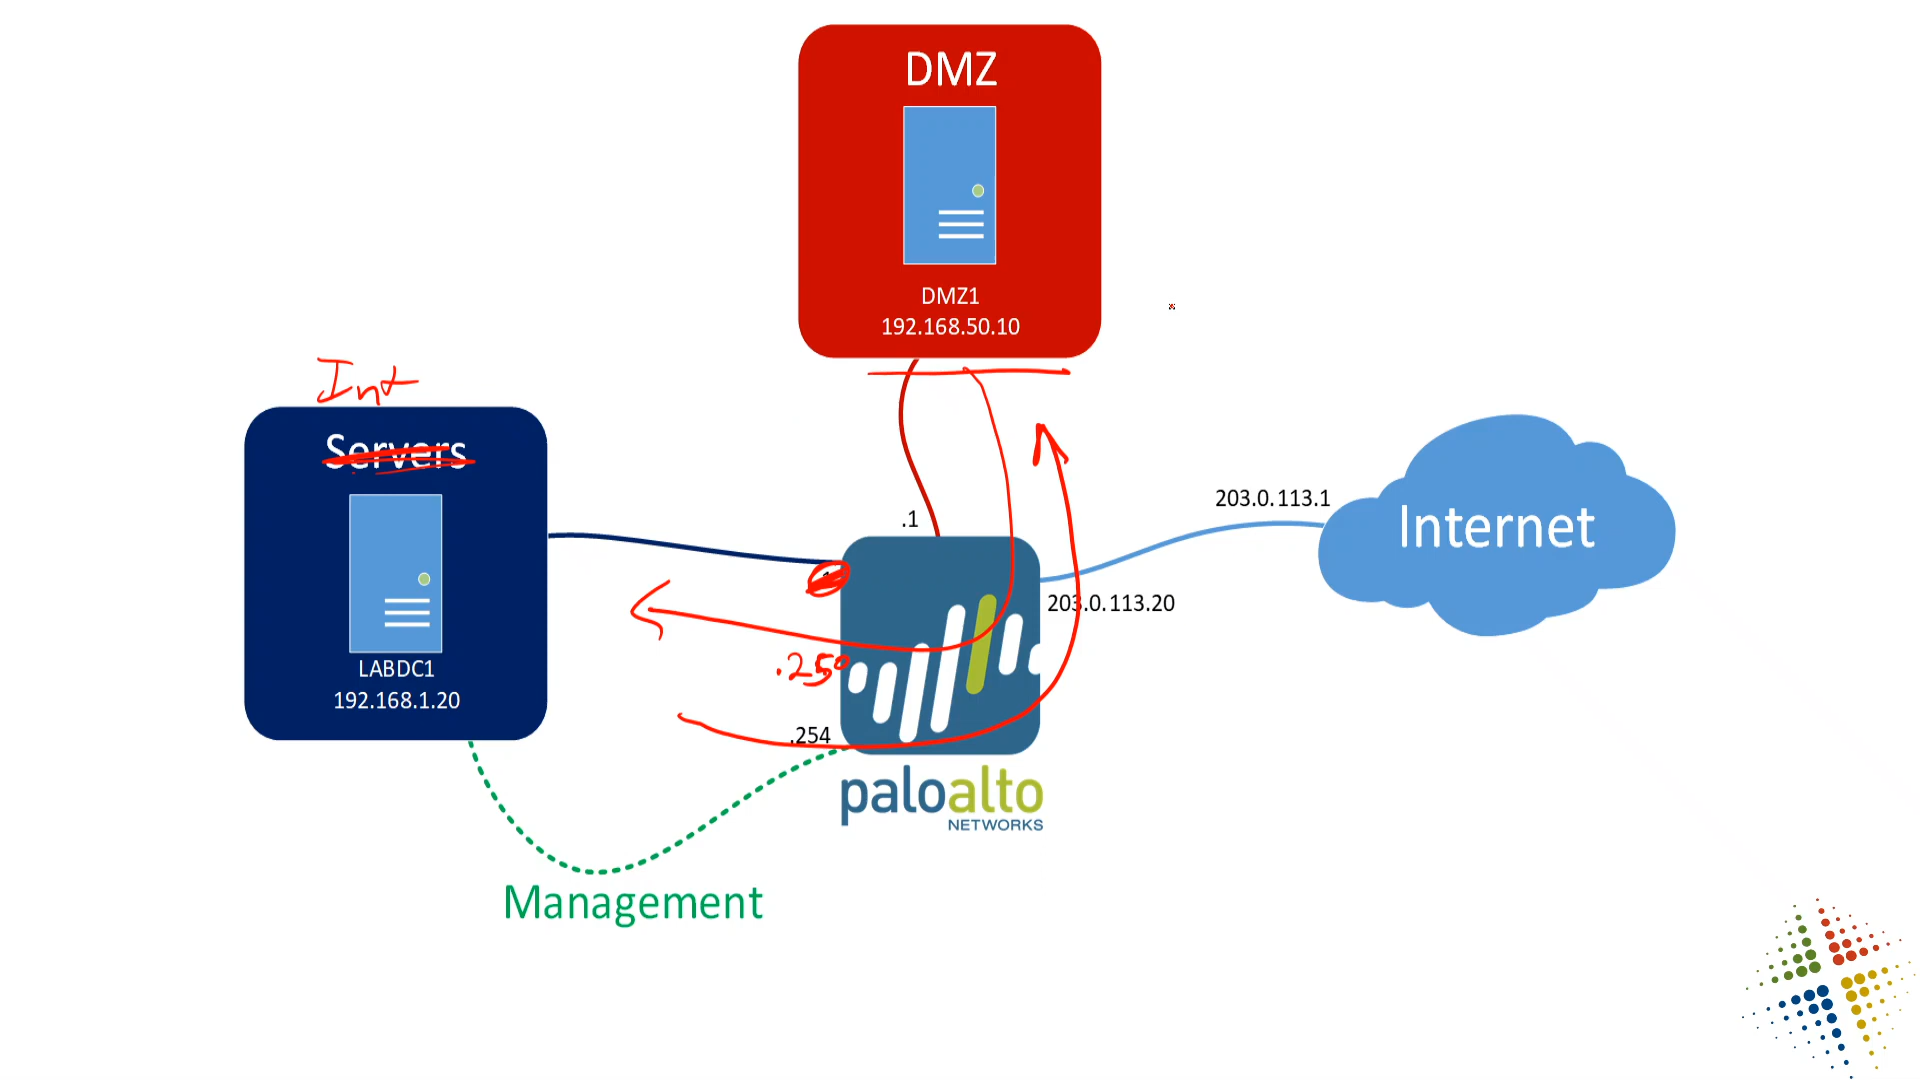 DMZ
DMZ1
192.168.50.10
Int
Servers
LABDC1
192.168.1.20
.1
.250
.254
203.0.113.1
203.0.113.20
Internet
paloalto
NETWORKS
Management